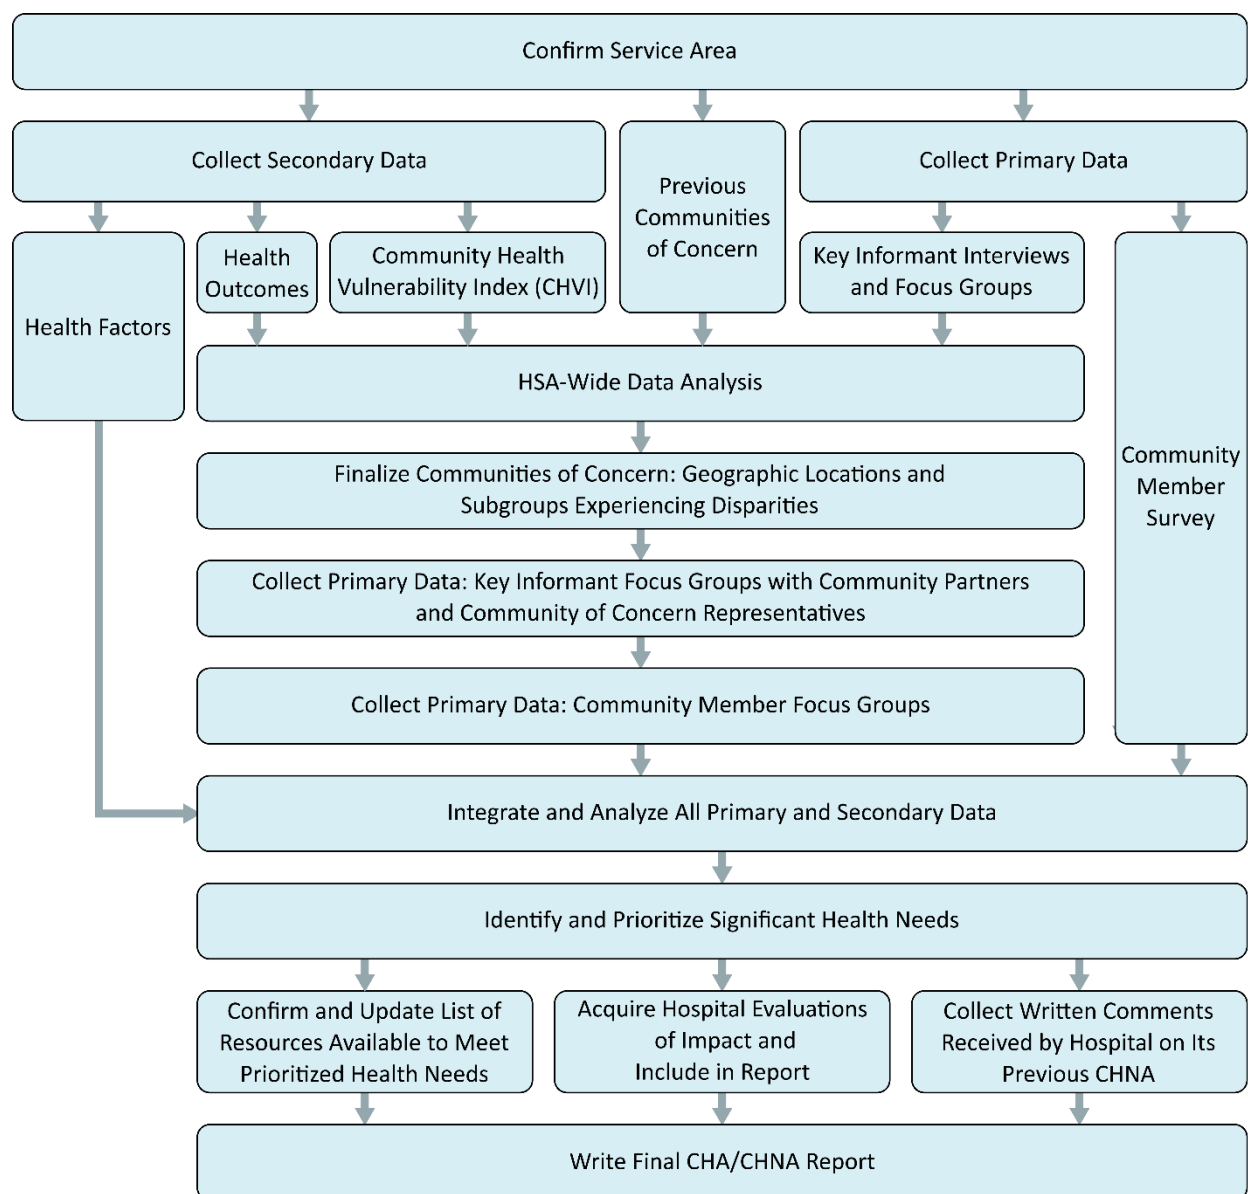 Confirm Service Area
Collect Secondary Data
Previous
Communities
of Concern
Collect Primary Data
Health Factors
Health
Outcomes
Community Health
Vulnerability Index (CHVI)
Key Informant Interviews
and Focus Groups
Community
Member
Survey
HSA-Wide Data Analysis
Finalize Communities of Concern: Geographic Locations and
Subgroups Experiencing Disparities
Collect Primary Data: Key Informant Focus Groups with Community Partners
and Community of Concern Representatives
Collect Primary Data: Community Member Focus Groups
Integrate and Analyze All Primary and Secondary Data
Identify and Prioritize Significant Health Needs
Confirm and Update List of
Resources Available to Meet
Prioritized Health Needs
Acquire Hospital Evaluations
of Impact and
Include in Report
Collect Written Comments
Received by Hospital on Its
Previous CHNA
Write Final CHA/CHNA Report